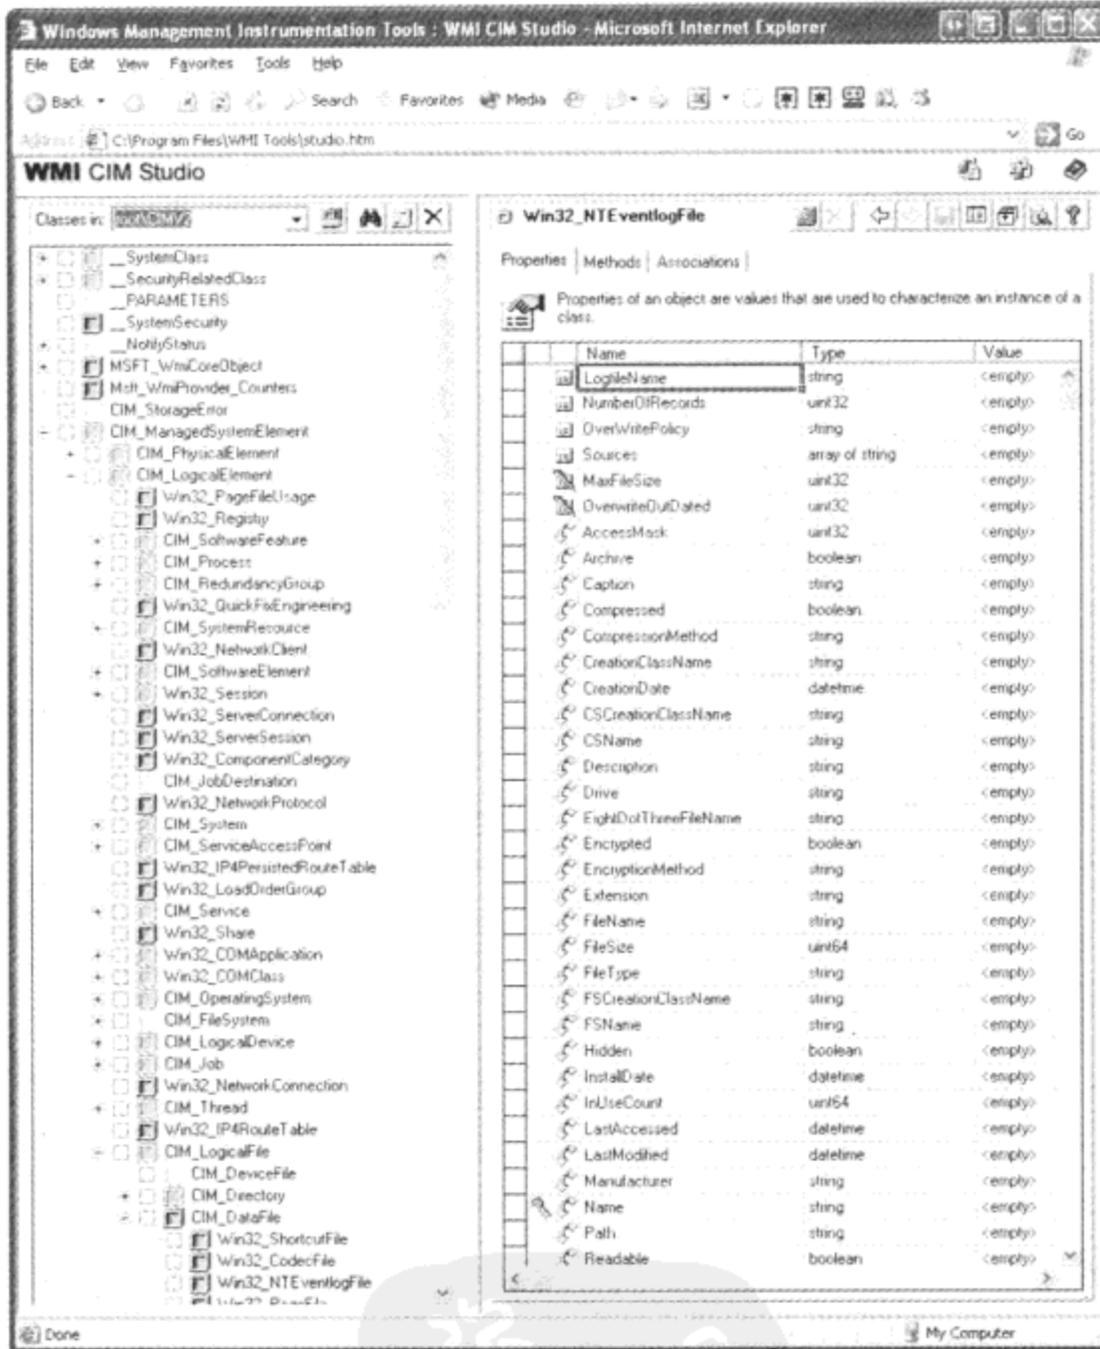 Windows Management Instrumentation Tools : WMI CIM Studio - Microsoft Internet Explorer
File Edit View Favorites Tools Help
Back Search Favorites Media
Address C:\Program Files\WMI Tools\studio.htm Go
WMI CIM Studio
Classes in: root\CIMV2
__SystemClass
__SecurityRelatedClass
__PARAMETERS
__SystemSecurity
__NotifyStatus
MSFT_WmiCoreObject
Msft_WmiProvider_Counters
CIM_StorageError
CIM_ManagedSystemElement
CIM_PhysicalElement
CIM_LogicalElement
Win32_PageFileUsage
Win32_Registry
CIM_SoftwareFeature
CIM_Process
CIM_RedundancyGroup
Win32_QuickFixEngineering
CIM_SystemResource
Win32_NetworkClient
CIM_SoftwareElement
Win32_Session
Win32_ServerConnection
Win32_ServerSession
Win32_ComponentCategory
CIM_JobDestination
Win32_NetworkProtocol
CIM_System
CIM_ServiceAccessPoint
Win32_IP4PersistedRouteTable
Win32_LoadOrderGroup
CIM_Service
Win32_Share
Win32_COMApplication
Win32_COMClass
CIM_OperatingSystem
CIM_FileSystem
CIM_LogicalDevice
CIM_Job
Win32_NetworkConnection
CIM_Thread
Win32_IP4RouteTable
CIM_LogicalFile
CIM_DeviceFile
CIM_Directory
CIM_DataFile
Win32_ShortcutFile
Win32_CodecFile
Win32_NTEventlogFile
Win32_NTEventlogFile
Properties Methods Associations
Properties of an object are values that are used to characterize an instance of a
class.
Name Type Value
LogfileName string <empty>
NumberOfRecords uint32 <empty>
OverWritePolicy string <empty>
Sources array of string <empty>
MaxFileSize uint32 <empty>
OverwriteOutDated uint32 <empty>
AccessMask uint32 <empty>
Archive boolean <empty>
Caption string <empty>
Compressed boolean <empty>
CompressionMethod string <empty>
CreationClassName string <empty>
CreationDate datetime <empty>
CSCreationClassName string <empty>
CSName string <empty>
Description string <empty>
Drive string <empty>
EightDotThreeFileName string <empty>
Encrypted boolean <empty>
EncryptionMethod string <empty>
Extension string <empty>
FileName string <empty>
FileSize uint64 <empty>
FileType string <empty>
FSCreationClassName string <empty>
FSName string <empty>
Hidden boolean <empty>
InstallDate datetime <empty>
InUseCount uint64 <empty>
LastAccessed datetime <empty>
LastModified datetime <empty>
Manufacturer string <empty>
Name string <empty>
Path string <empty>
Readable boolean <empty>
Done My Computer